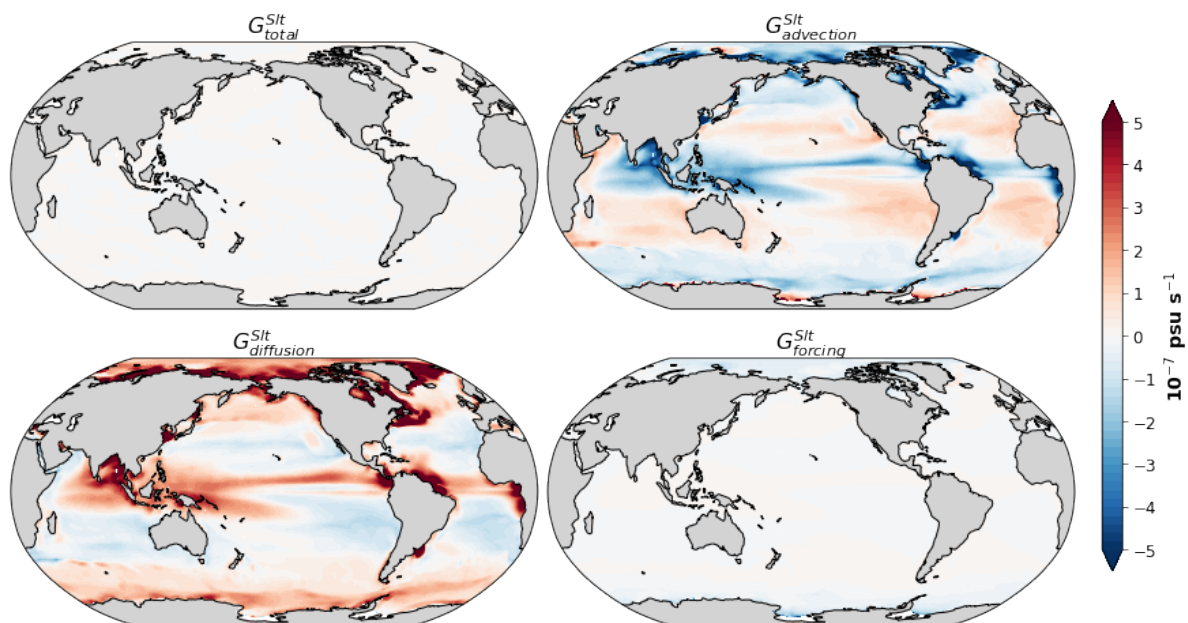 G^{Slt}_{total}
G^{Slt}_{advection}
G^{Slt}_{diffusion}
G^{Slt}_{forcing}
5
4
3
2
1
0
−1
−2
−3
−4
−5
10^{-7} psu s^{-1}